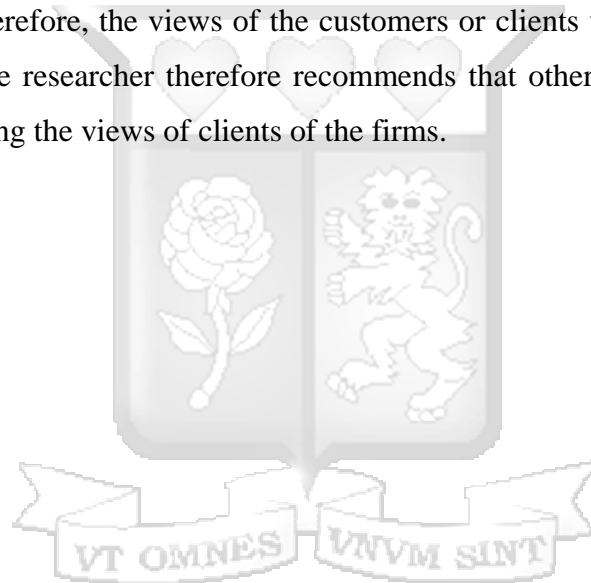 erefore, the views of the customers or clients
e researcher therefore recommends that other
ng the views of clients of the firms.
VT OMNES VNVM SINT